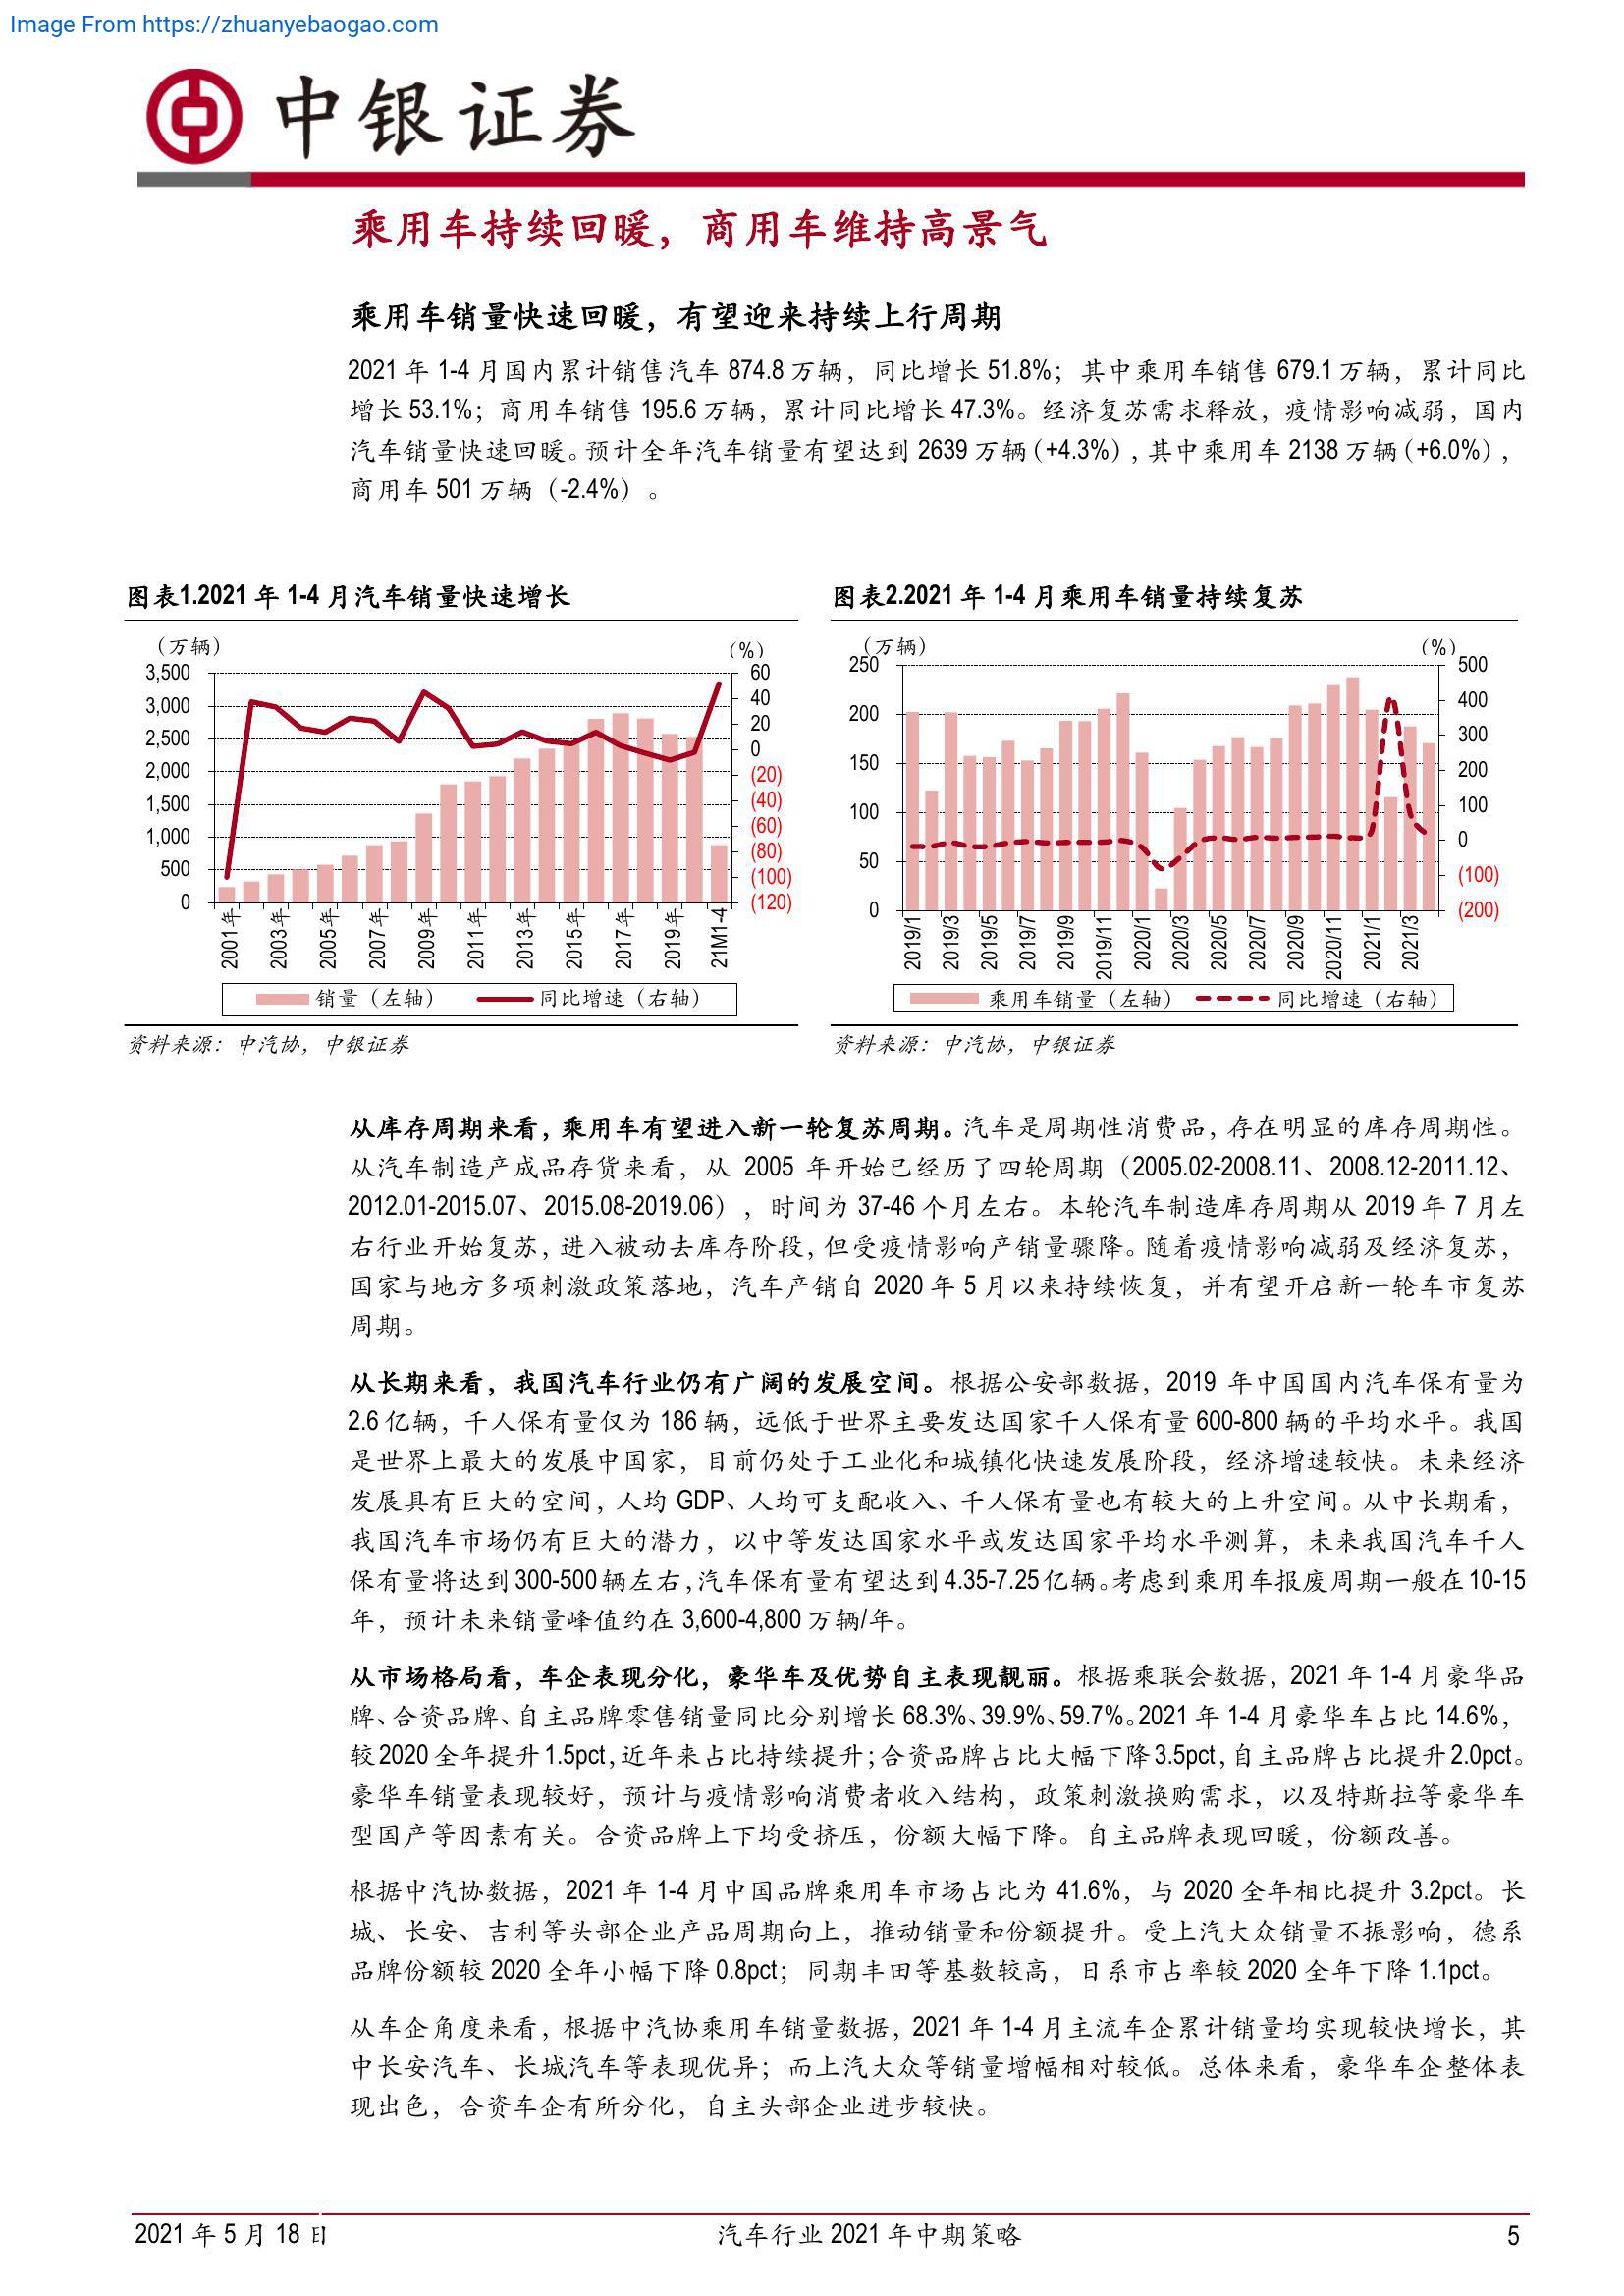 Image From https://zhuanyebaogao.com
中银证券
乘用车持续回暖，商用车维持高景气
乘用车销量快速回暖，有望迎来持续上行周期
2021 年 1-4 月国内累计销售汽车 874.8 万辆，同比增长 51.8%；其中乘用车销售 679.1 万辆，累计同比
增长 53.1%；商用车销售 195.6 万辆，累计同比增长 47.3%。经济复苏需求释放，疫情影响减弱，国内
汽车销量快速回暖。预计全年汽车销量有望达到 2639 万辆（+4.3%），其中乘用车 2138 万辆（+6.0%），
商用车 501 万辆（-2.4%）。
图表1.2021 年 1-4 月汽车销量快速增长
（万辆）
（%）
3,500
3,000
2,500
2,000
1,500
1,000
500
0
60
40
20
0
(20)
(40)
(60)
(80)
(100)
(120)
2001年
2003年
2005年
2007年
2009年
2011年
2013年
2015年
2017年
2019年
21M1-4
销量（左轴） 同比增速（右轴）
资料来源：中汽协，中银证券
图表2.2021 年 1-4 月乘用车销量持续复苏
（万辆）
（%）
250
200
150
100
50
0
500
400
300
200
100
0
(100)
(200)
2019/1
2019/3
2019/5
2019/7
2019/9
2019/11
2020/1
2020/3
2020/5
2020/7
2020/9
2020/11
2021/1
2021/3
乘用车销量（左轴） 同比增速（右轴）
资料来源：中汽协，中银证券
从库存周期来看，乘用车有望进入新一轮复苏周期。汽车是周期性消费品，存在明显的库存周期性。
从汽车制造产成品存货来看，从 2005 年开始已经历了四轮周期（2005.02-2008.11、2008.12-2011.12、
2012.01-2015.07、2015.08-2019.06），时间为 37-46 个月左右。本轮汽车制造库存周期从 2019 年 7 月左
右行业开始复苏，进入被动去库存阶段，但受疫情影响产销量骤降。随着疫情影响减弱及经济复苏，
国家与地方多项刺激政策落地，汽车产销自 2020 年 5 月以来持续恢复，并有望开启新一轮车市复苏
周期。
从长期来看，我国汽车行业仍有广阔的发展空间。根据公安部数据，2019 年中国国内汽车保有量为
2.6 亿辆，千人保有量仅为 186 辆，远低于世界主要发达国家千人保有量 600-800 辆的平均水平。我国
是世界上最大的发展中国家，目前仍处于工业化和城镇化快速发展阶段，经济增速较快。未来经济
发展具有巨大的空间，人均 GDP、人均可支配收入、千人保有量也有较大的上升空间。从中长期看，
我国汽车市场仍有巨大的潜力，以中等发达国家水平或发达国家平均水平测算，未来我国汽车千人
保有量将达到 300-500 辆左右，汽车保有量有望达到 4.35-7.25 亿辆。考虑到乘用车报废周期一般在 10-15
年，预计未来销量峰值约在 3,600-4,800 万辆/年。
从市场格局看，车企表现分化，豪华车及优势自主表现靓丽。根据乘联会数据，2021 年 1-4 月豪华品
牌、合资品牌、自主品牌零售销量同比分别增长 68.3%、39.9%、59.7%。2021 年 1-4 月豪华车占比 14.6%，
较 2020 全年提升 1.5pct，近年来占比持续提升；合资品牌占比大幅下降 3.5pct，自主品牌占比提升 2.0pct。
豪华车销量表现较好，预计与疫情影响消费者收入结构，政策刺激换购需求，以及特斯拉等豪华车
型国产等因素有关。合资品牌上下均受挤压，份额大幅下降。自主品牌表现回暖，份额改善。
根据中汽协数据，2021 年 1-4 月中国品牌乘用车市场占比为 41.6%，与 2020 全年相比提升 3.2pct。长
城、长安、吉利等头部企业产品周期向上，推动销量和份额提升。受上汽大众销量不振影响，德系
品牌份额较 2020 全年小幅下降 0.8pct；同期丰田等基数较高，日系市占率较 2020 全年下降 1.1pct。
从车企角度来看，根据中汽协乘用车销量数据，2021 年 1-4 月主流车企累计销量均实现较快增长，其
中长安汽车、长城汽车等表现优异；而上汽大众等销量增幅相对较低。总体来看，豪华车企整体表
现出色，合资车企有所分化，自主头部企业进步较快。
2021 年 5 月 18 日 汽车行业 2021 年中期策略 5